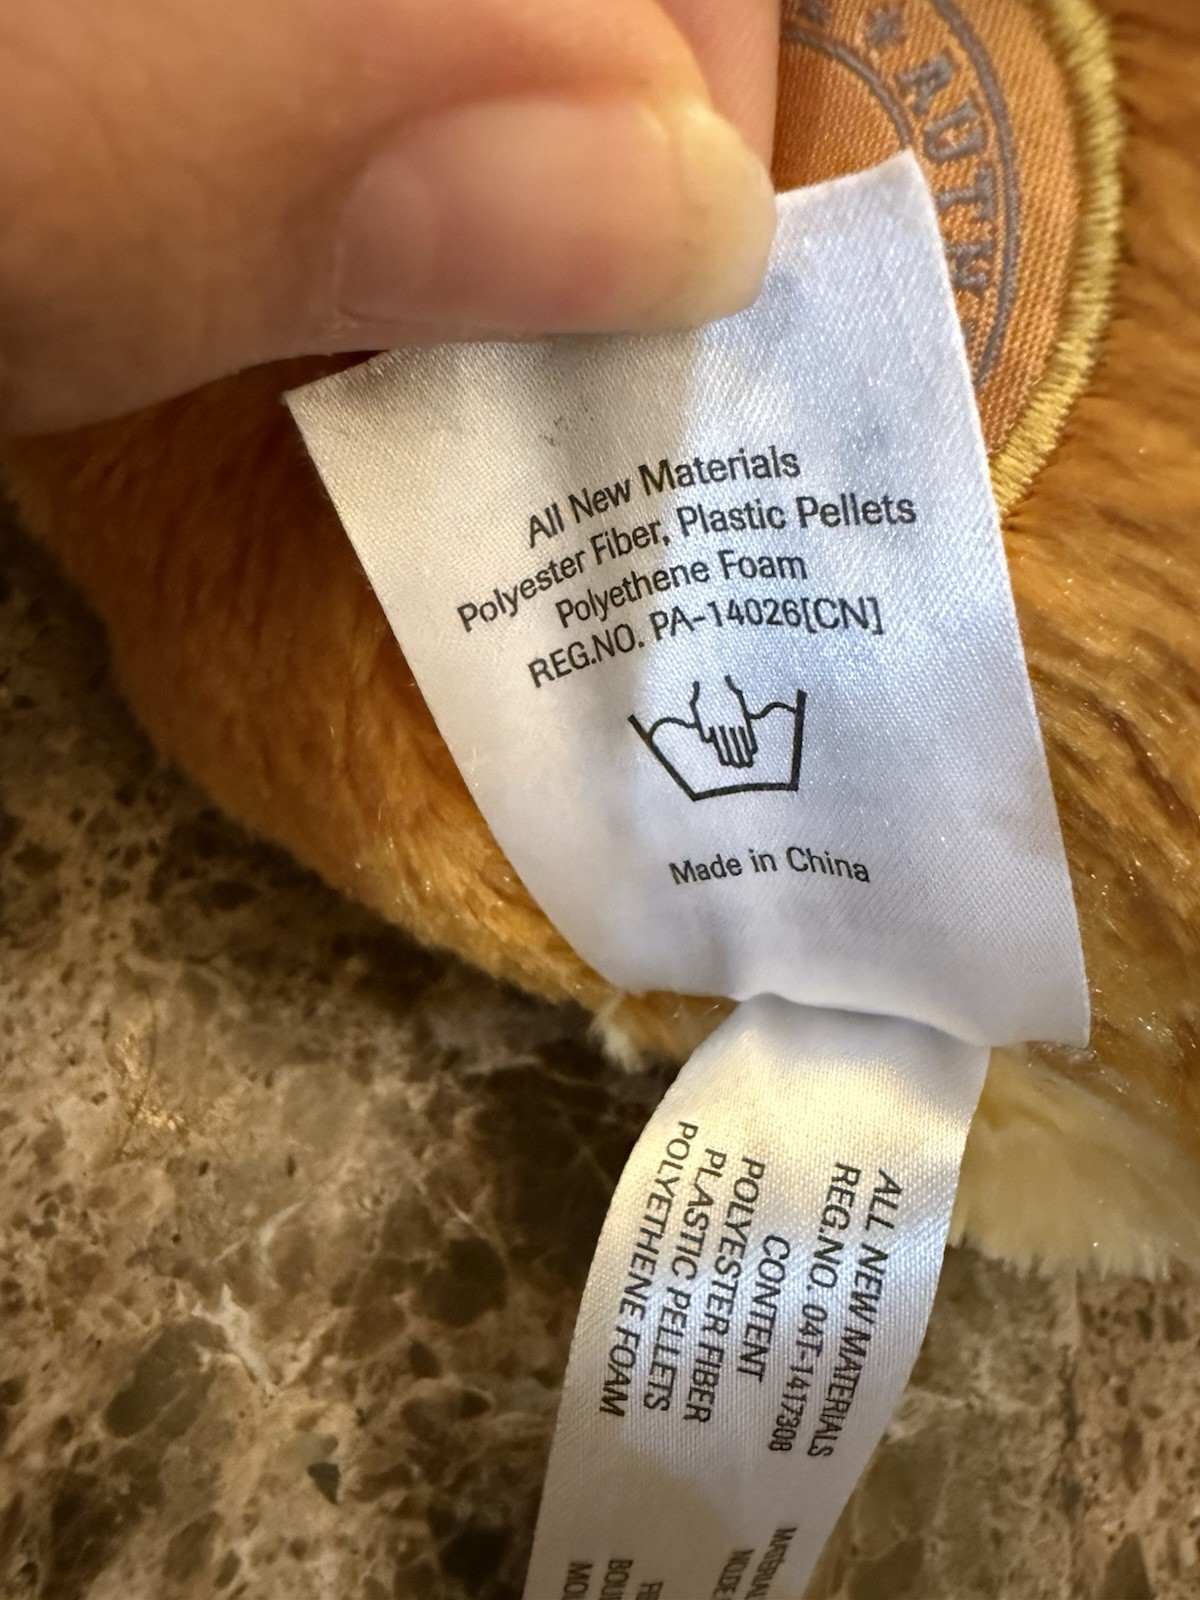 All New Materials
Polyester Fiber, Plastic Pellets
Polyethene Foam
REG.NO. PA-14026[CN]
Made in China
ALL NEW MATERIALS
REG.NO. 04T-1417308
CONTENT
POLYESTER FIBER
PLASTIC PELLETS
POLYETHENE FOAM